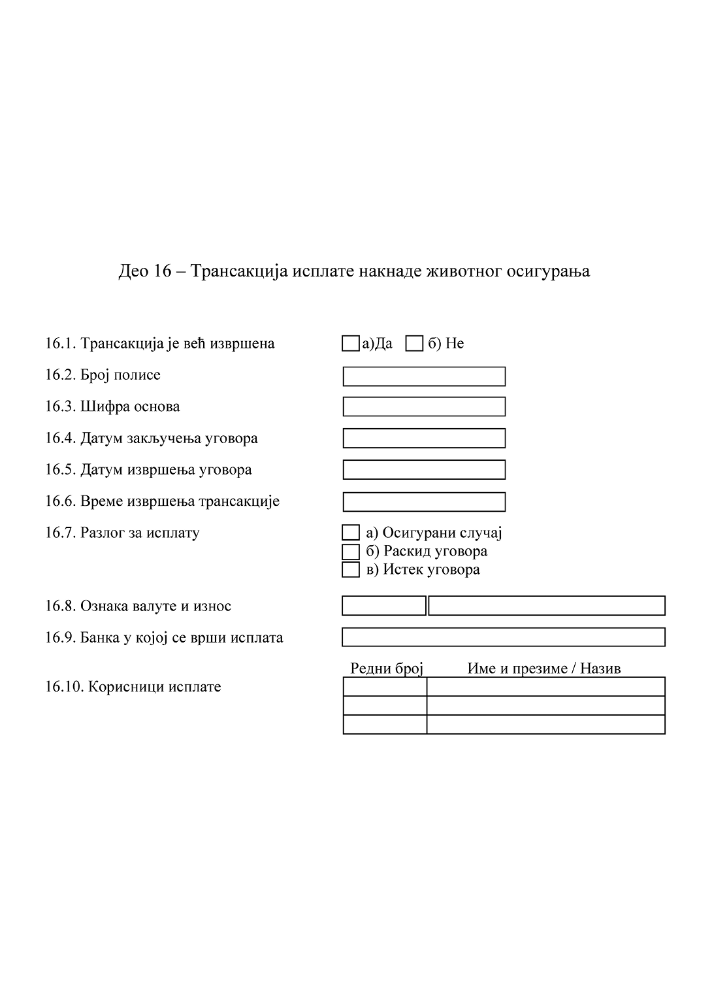 Део 16 – Трансакција исплате накнаде животног осигурања
16.1. Трансакција је већ извршена а)Да б) Не
16.2. Број полисе
16.3. Шифра основа
16.4. Датум закључења уговора
16.5. Датум извршења уговора
16.6. Време извршења трансакције
16.7. Разлог за исплату а) Осигурани случај
б) Раскид уговора
в) Истек уговора
16.8. Ознака валуте и износ
16.9. Банка у којој се врши исплата
Редни број Име и презиме / Назив
16.10. Корисници исплате